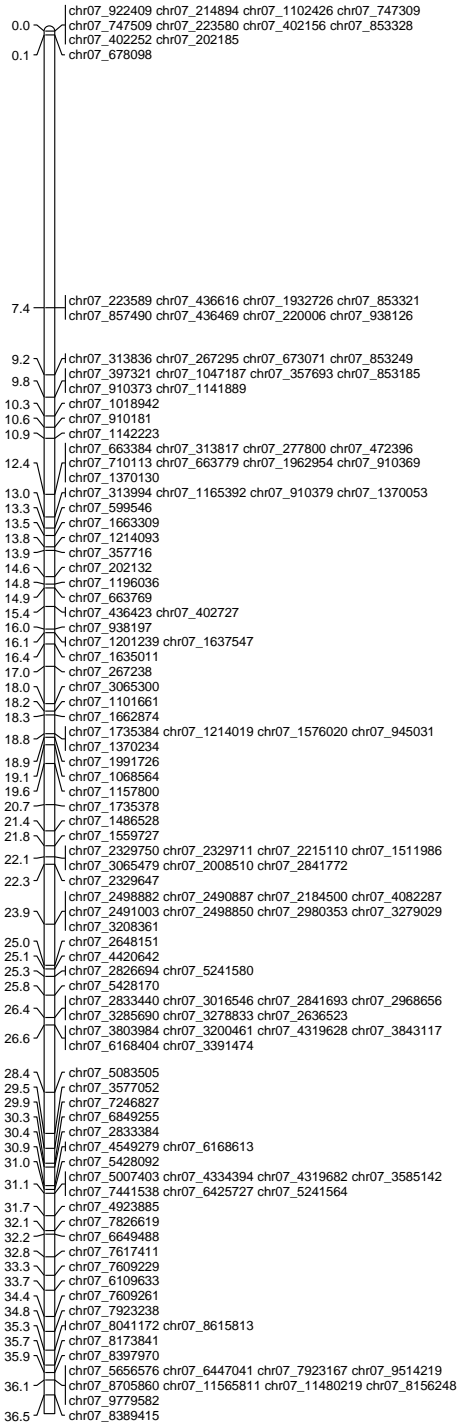 chr07_922409 chr07_214894 chr07_1102426 chr07_747309
0.0 chr07_747509 chr07_223580 chr07_402156 chr07_853328
chr07_402252 chr07_202185
0.1 chr07_678098
7.4 chr07_223589 chr07_436616 chr07_1932726 chr07_853321
chr07_857490 chr07_436469 chr07_220006 chr07_938126
9.2 chr07_313836 chr07_267295 chr07_673071 chr07_853249
9.8 chr07_397321 chr07_1047187 chr07_357693 chr07_853185
chr07_910373 chr07_1141889
10.3 chr07_1018942
10.6 chr07_910181
10.9 chr07_1142223
chr07_663384 chr07_313817 chr07_277800 chr07_472396
12.4 chr07_710113 chr07_663779 chr07_1962954 chr07_910369
chr07_1370130
13.0 chr07_313994 chr07_1165392 chr07_910379 chr07_1370053
13.3 chr07_599546
13.5 chr07_1663309
13.8 chr07_1214093
13.9 chr07_357716
14.6 chr07_202132
14.8 chr07_1196036
14.9 chr07_663769
15.4 chr07_436423 chr07_402727
16.0 chr07_938197
16.1 chr07_1201239 chr07_1637547
16.4 chr07_1635011
17.0 chr07_267238
18.0 chr07_3065300
18.2 chr07_1101661
18.3 chr07_1662874
18.8 chr07_1735384 chr07_1214019 chr07_1576020 chr07_945031
chr07_1370234
18.9 chr07_1991726
19.1 chr07_1068564
19.6 chr07_1157800
20.7 chr07_1735378
21.4 chr07_1486528
21.8 chr07_1559727
22.1 chr07_2329750 chr07_2329711 chr07_2215110 chr07_1511986
chr07_3065479 chr07_2008510 chr07_2841772
22.3 chr07_2329647
chr07_2498882 chr07_2490887 chr07_2184500 chr07_4082287
23.9 chr07_2491003 chr07_2498850 chr07_2980353 chr07_3279029
chr07_3208361
25.0 chr07_2648151
25.1 chr07_4420642
25.3 chr07_2826694 chr07_5241580
25.8 chr07_5428170
26.4 chr07_2833440 chr07_3016546 chr07_2841693 chr07_2968656
chr07_3285690 chr07_3278833 chr07_2636523
26.6 chr07_3803984 chr07_3200461 chr07_4319628 chr07_3843117
chr07_6168404 chr07_3391474
28.4 chr07_5083505
29.5 chr07_3577052
29.9 chr07_7246827
30.3 chr07_6849255
30.4 chr07_2833384
30.9 chr07_4549279 chr07_6168613
31.0 chr07_5428092
31.1 chr07_5007403 chr07_4334394 chr07_4319682 chr07_3585142
chr07_7441538 chr07_6425727 chr07_5241564
31.7 chr07_4923885
32.1 chr07_7826619
32.2 chr07_6649488
32.8 chr07_7617411
33.3 chr07_7609229
33.7 chr07_6109633
34.4 chr07_7609261
34.8 chr07_7923238
35.3 chr07_8041172 chr07_8615813
35.7 chr07_8173841
35.9 chr07_8397970
chr07_5656576 chr07_6447041 chr07_7923167 chr07_9514219
36.1 chr07_8705860 chr07_11565811 chr07_11480219 chr07_8156248
chr07_9779582
36.5 chr07_8389415